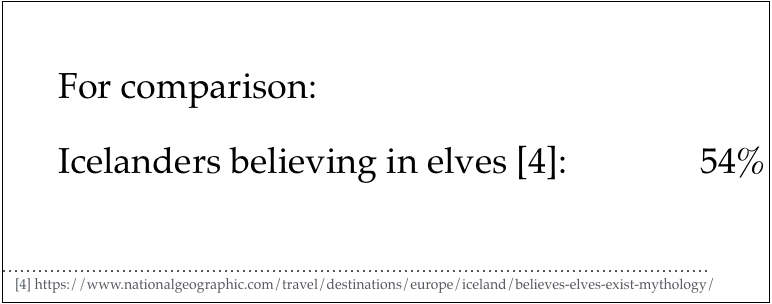 For comparison:
Icelanders believing in elves [4]: 54%
[4] https://www.nationalgeographic.com/travel/destinations/europe/iceland/believes-elves-exist-mythology/